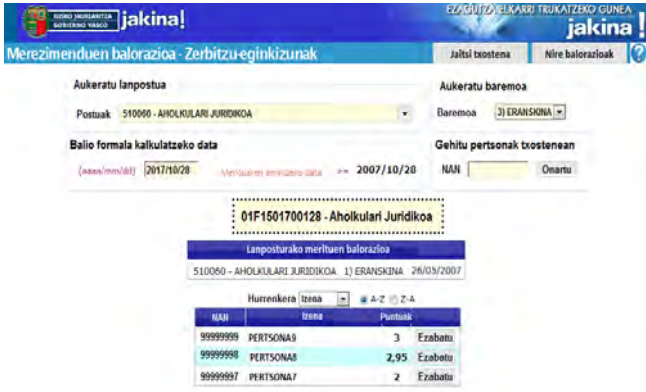 EUSKO JAURLARITZA
GOBIERNO VASCO
jakina!
EZAGUTZA ELKARRI TRUKATZEKO GUNEA
jakina!
Merezimenduen balorazioa - Zerbitzu-eginkizunak
Jaitsi txostena
Nire balorazioak
?
Aukeratu lanpostua
Aukeratu baremoa
Postuak 510060 - AHOLKULARI JURIDIKOA
Baremoa 3) ERANSKINA
Balio formala kalkulatzeko data
Gehitu pertsonak txostenean
(aaaa/mm/dd) 2017/10/28 data >= 2007/10/28
NAN Onartu
01F1501700128 - Aholkulari Juridikoa
Lanposturako merituen balorazioa
510060 - AHOLKULARI JURIDIKOA 1) ERANSKINA 26/05/2007
Hurrenkera Izena A-Z Z-A
NAN Izena Puntuak
99999999 PERTSONA9 3 Ezabatu
99999998 PERTSONA8 2,95 Ezabatu
99999997 PERTSONA7 2 Ezabatu